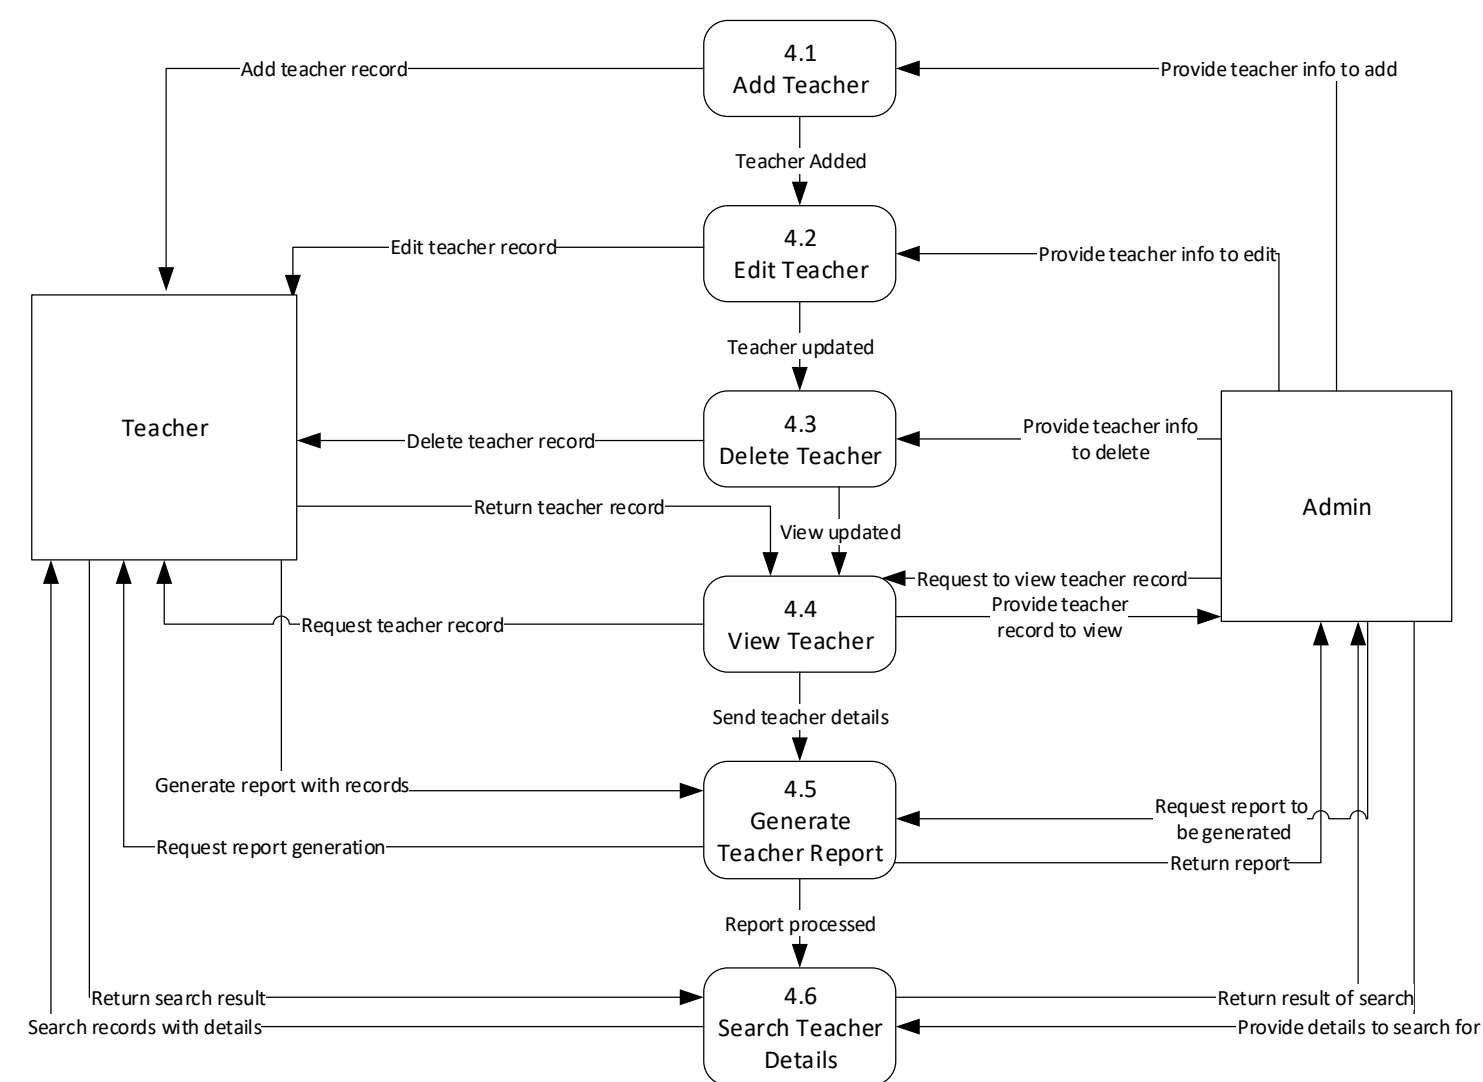 4.1
Add Teacher
Add teacher record
Provide teacher info to add
Teacher Added
4.2
Edit Teacher
Edit teacher record
Provide teacher info to edit
Teacher updated
4.3
Delete Teacher
Teacher
Delete teacher record
Provide teacher info
to delete
Admin
Return teacher record
View updated
Request to view teacher record
4.4
View Teacher
Request teacher record
Provide teacher
record to view
Send teacher details
4.5
Generate
Teacher Report
Generate report with records
Request report to
be generated
Request report generation
Return report
Report processed
4.6
Search Teacher
Details
Return search result
Return result of search
Search records with details
Provide details to search for